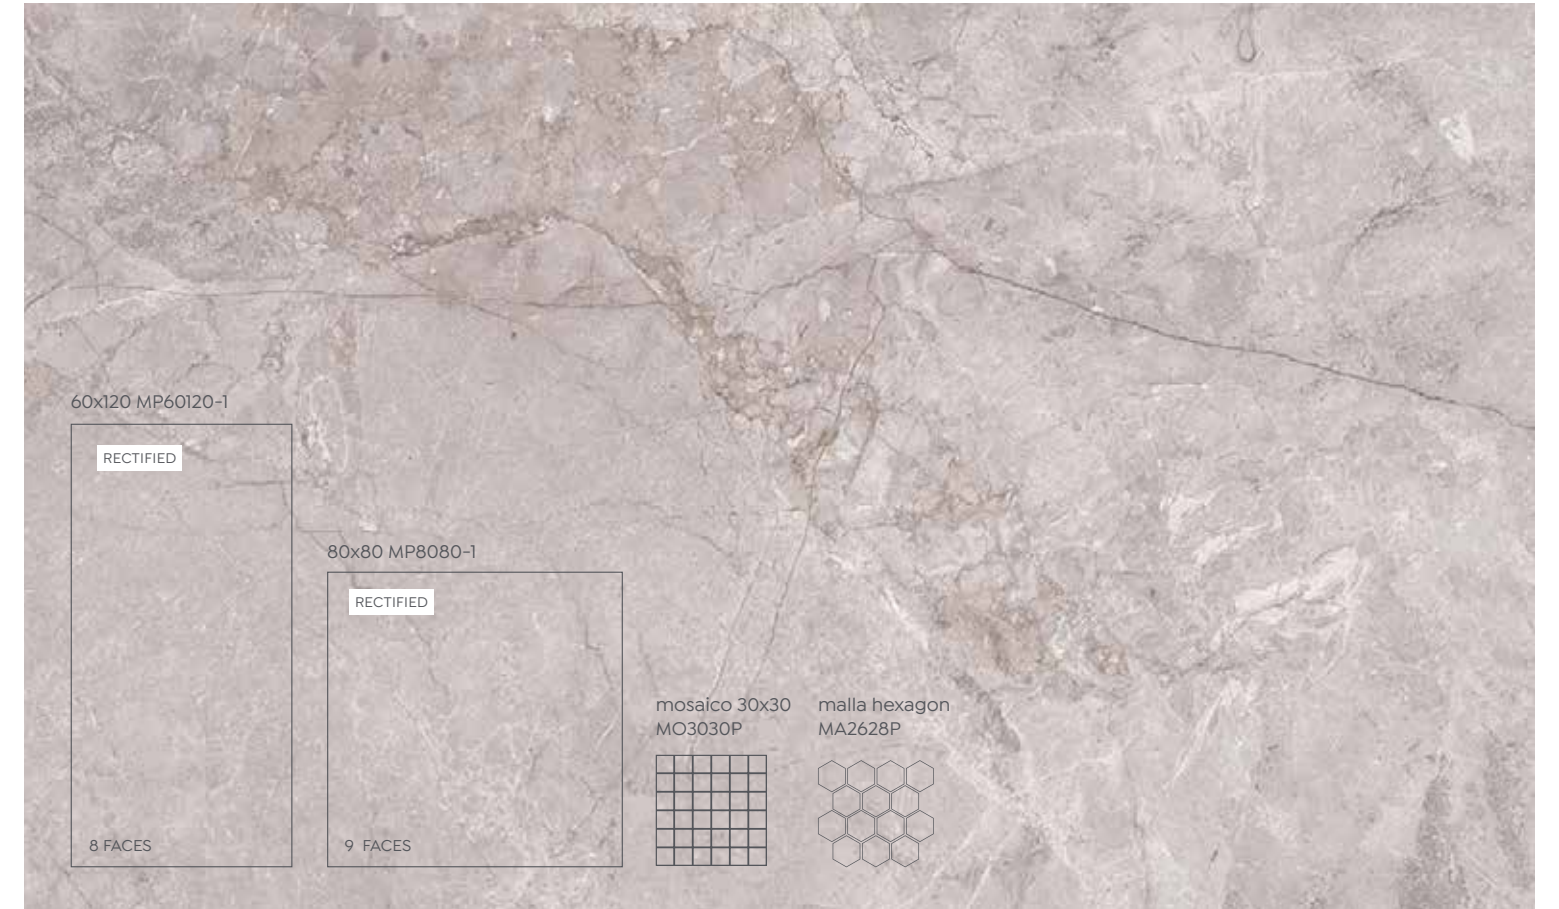 60x120 MP60120-1
RECTIFIED
8 FACES
80x80 MP8080-1
RECTIFIED
9 FACES
mosaico 30x30
MO3030P
malla hexagon
MA2628P